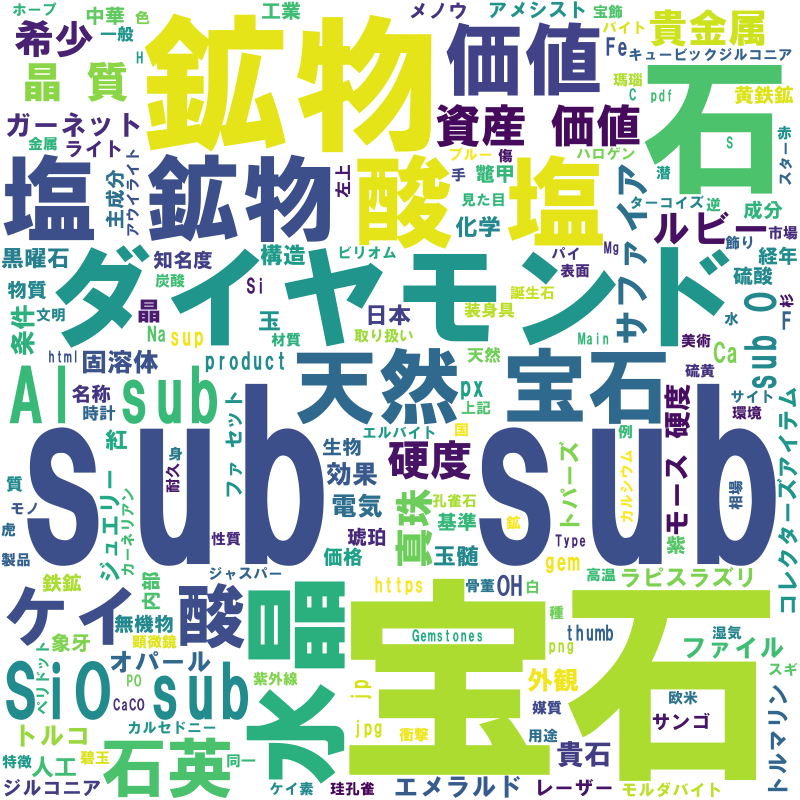 ホープ
中華
色
工業
メノウ
アメシスト
宝飾
希少
一般
H
鉱物
価値
貴金属
バイト
Fe
キュービックジルコニア
晶 質
瑪瑙
C
pdf
黄鉄鉱
石
ガーネット
資産 価値
金属
ライト
ブルー
傷
ハロゲン
S
赤
スター
塩
鉱物
酸 塩
主成分
アウイライト
左上
手
鼈甲
見た目
潜
サファイア
ターコイズ
逆
成分
化学
ルビー
市場
黒曜石
知名度
構造
ビリオム
パイ
Mg
飾り
経年
表面
炭酸
Si
ダイヤモンド
硫酸
物質
晶
誕生石
装身具
条件
文明
Na
sup
玉
日本
材質
取り扱い
Main
美術
水
sub O
杉
下
html
固溶体
product
天然 宝石
天然
px
Ca
硫黄
Al sub
名称
時計
上記
サイト
環境
硬度
sub sub
ファ セット
耐久
身
生物
エルバイト
国
例
効果
硬度
モース
コレクターズアイテム
質
モノ
虎
ジュエリー
カーネリアン
性質
電気
真珠
孔雀石
基準
鉱
トパーズ
カルシウム
相場
製品
琥珀
Type
紫
価格
玉髄
gem
鉄鉱
内部
ジャスパー
https
骨董
OH
白
高温
ラピスラズリ
ケイ 酸
水晶
宝石
無機物
顕微鏡
Gemstones
種
thumb
湿気
象牙
png
ファイル
ペリドット
オパール
紫外線
jp
外観
スギ
SiO sub
PO
CaCO
欧米
媒質
サンゴ
トルマリン
カルセドニー
jpg
衝撃
用途
トルコ
貴石
特徴
人工
碧玉
石英
同一
ジルコニア
ケイ素
珪孔雀
エメラルド
レーザー
モルダバイト